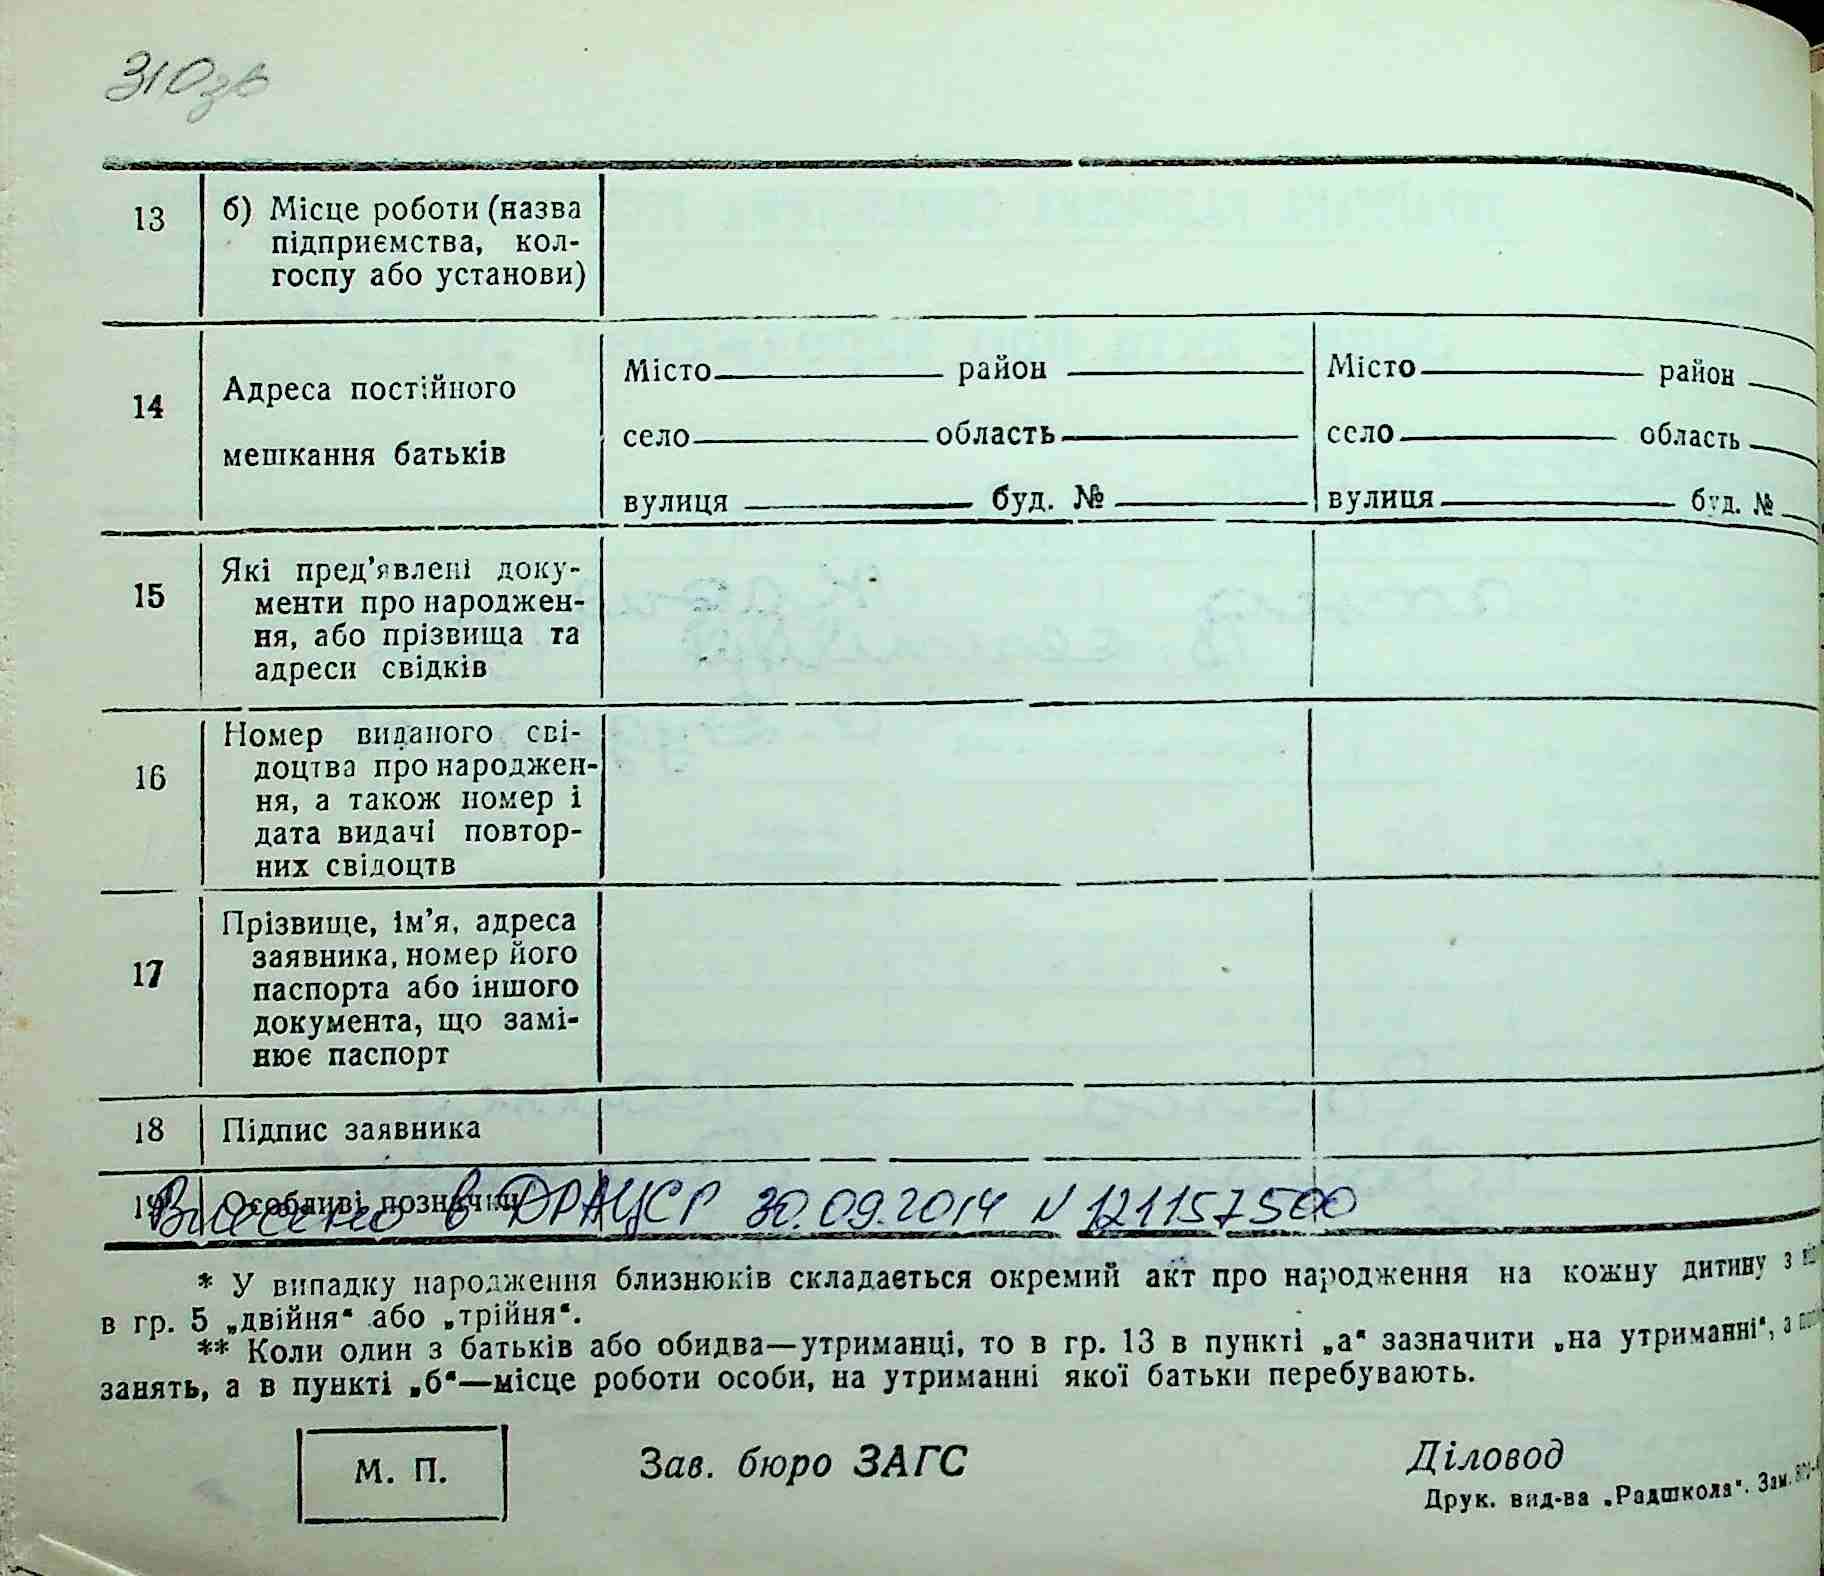 310зв
13 б) Місце роботи (назва
підприємства, кол-
госпу або установи)
14 Адреса постійного
мешкання батьків
Місто район Місто район
село область село область
вулиця буд. № вулиця буд. №
15 Які пред’явлені доку-
менти про народжен-
ня, або прізвища та
адреси свідків
16 Номер виданого сві-
доцтва про народжен-
ня, а також номер і
дата видачі повтор-
них свідоцтв
17 Прізвище, ім’я, адреса
заявника, номер його
паспорта або іншого
документа, що замі-
нює паспорт
18 Підпис заявника
19 Особливі позначки
Внесено в ДРАЦСГ 30.09.2014 N 121157500
* У випадку народження близнюків складається окремий акт про народження на кожну дитину з
в гр. 5 „двійня“ або „трійня“.
** Коли один з батьків або обидва—утриманці, то в гр. 13 в пункті „а“ зазначити „на утриманні“, а
занять, а в пункті „б“—місце роботи особи, на утриманні якої батьки перебувають.
М. П. Зав. бюро ЗАГС Діловод
Друк. вид-ва „Радшкола“. Зам.